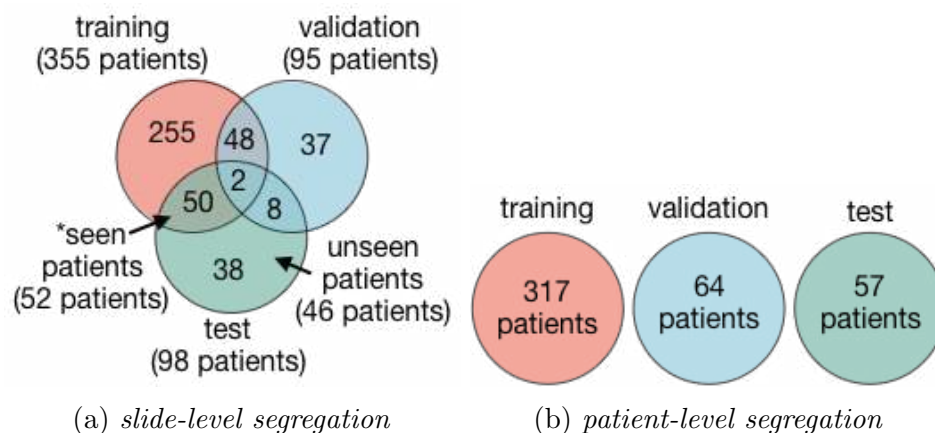 training
(355 patients)
validation
(95 patients)
255
48
37
2
50
8
*seen
patients
(52 patients)
38
unseen
patients
(46 patients)
test
(98 patients)
(a) slide-level segregation
training
validation
test
317
patients
64
patients
57
patients
(b) patient-level segregation